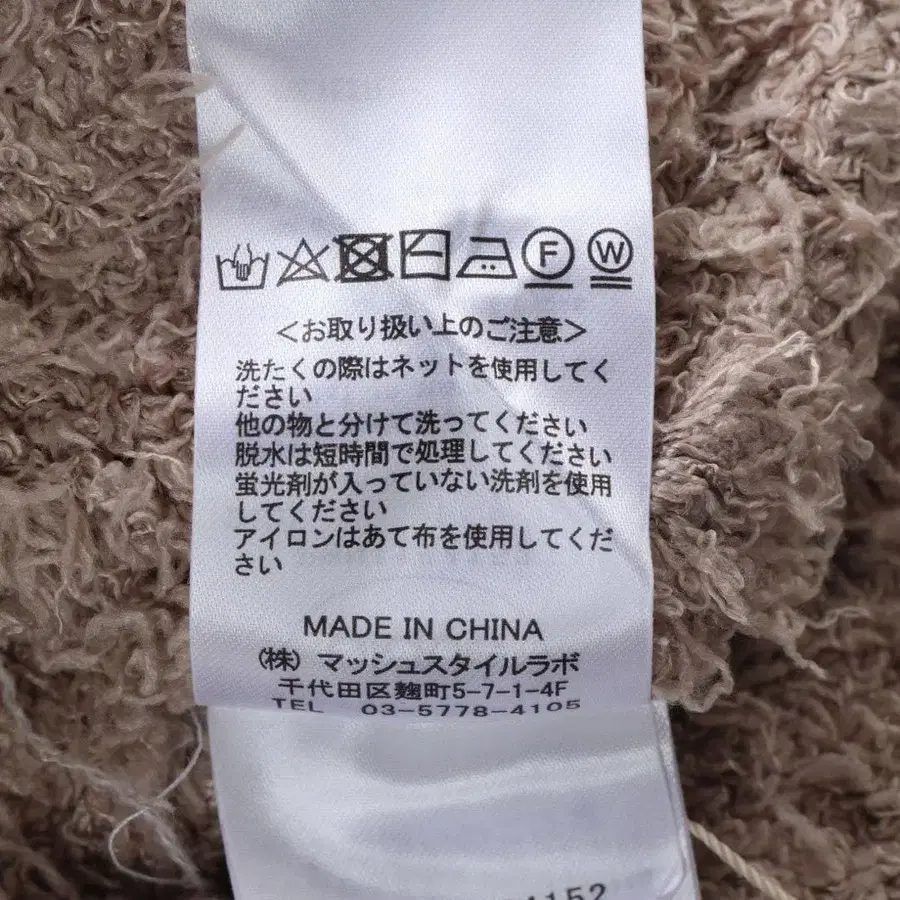 F W
<お取り扱い上のご注意>
洗たくの際はネットを使用してく
ださい
他の物と分けて洗ってください
脱水は短時間で処理してください
蛍光剤が入っていない洗剤を使用
してください
アイロンはあて布を使用してくだ
さい
MADE IN CHINA
(株) マッシュスタイルラボ
千代田区麹町5-7-1-4F
TEL 03-5778-4105